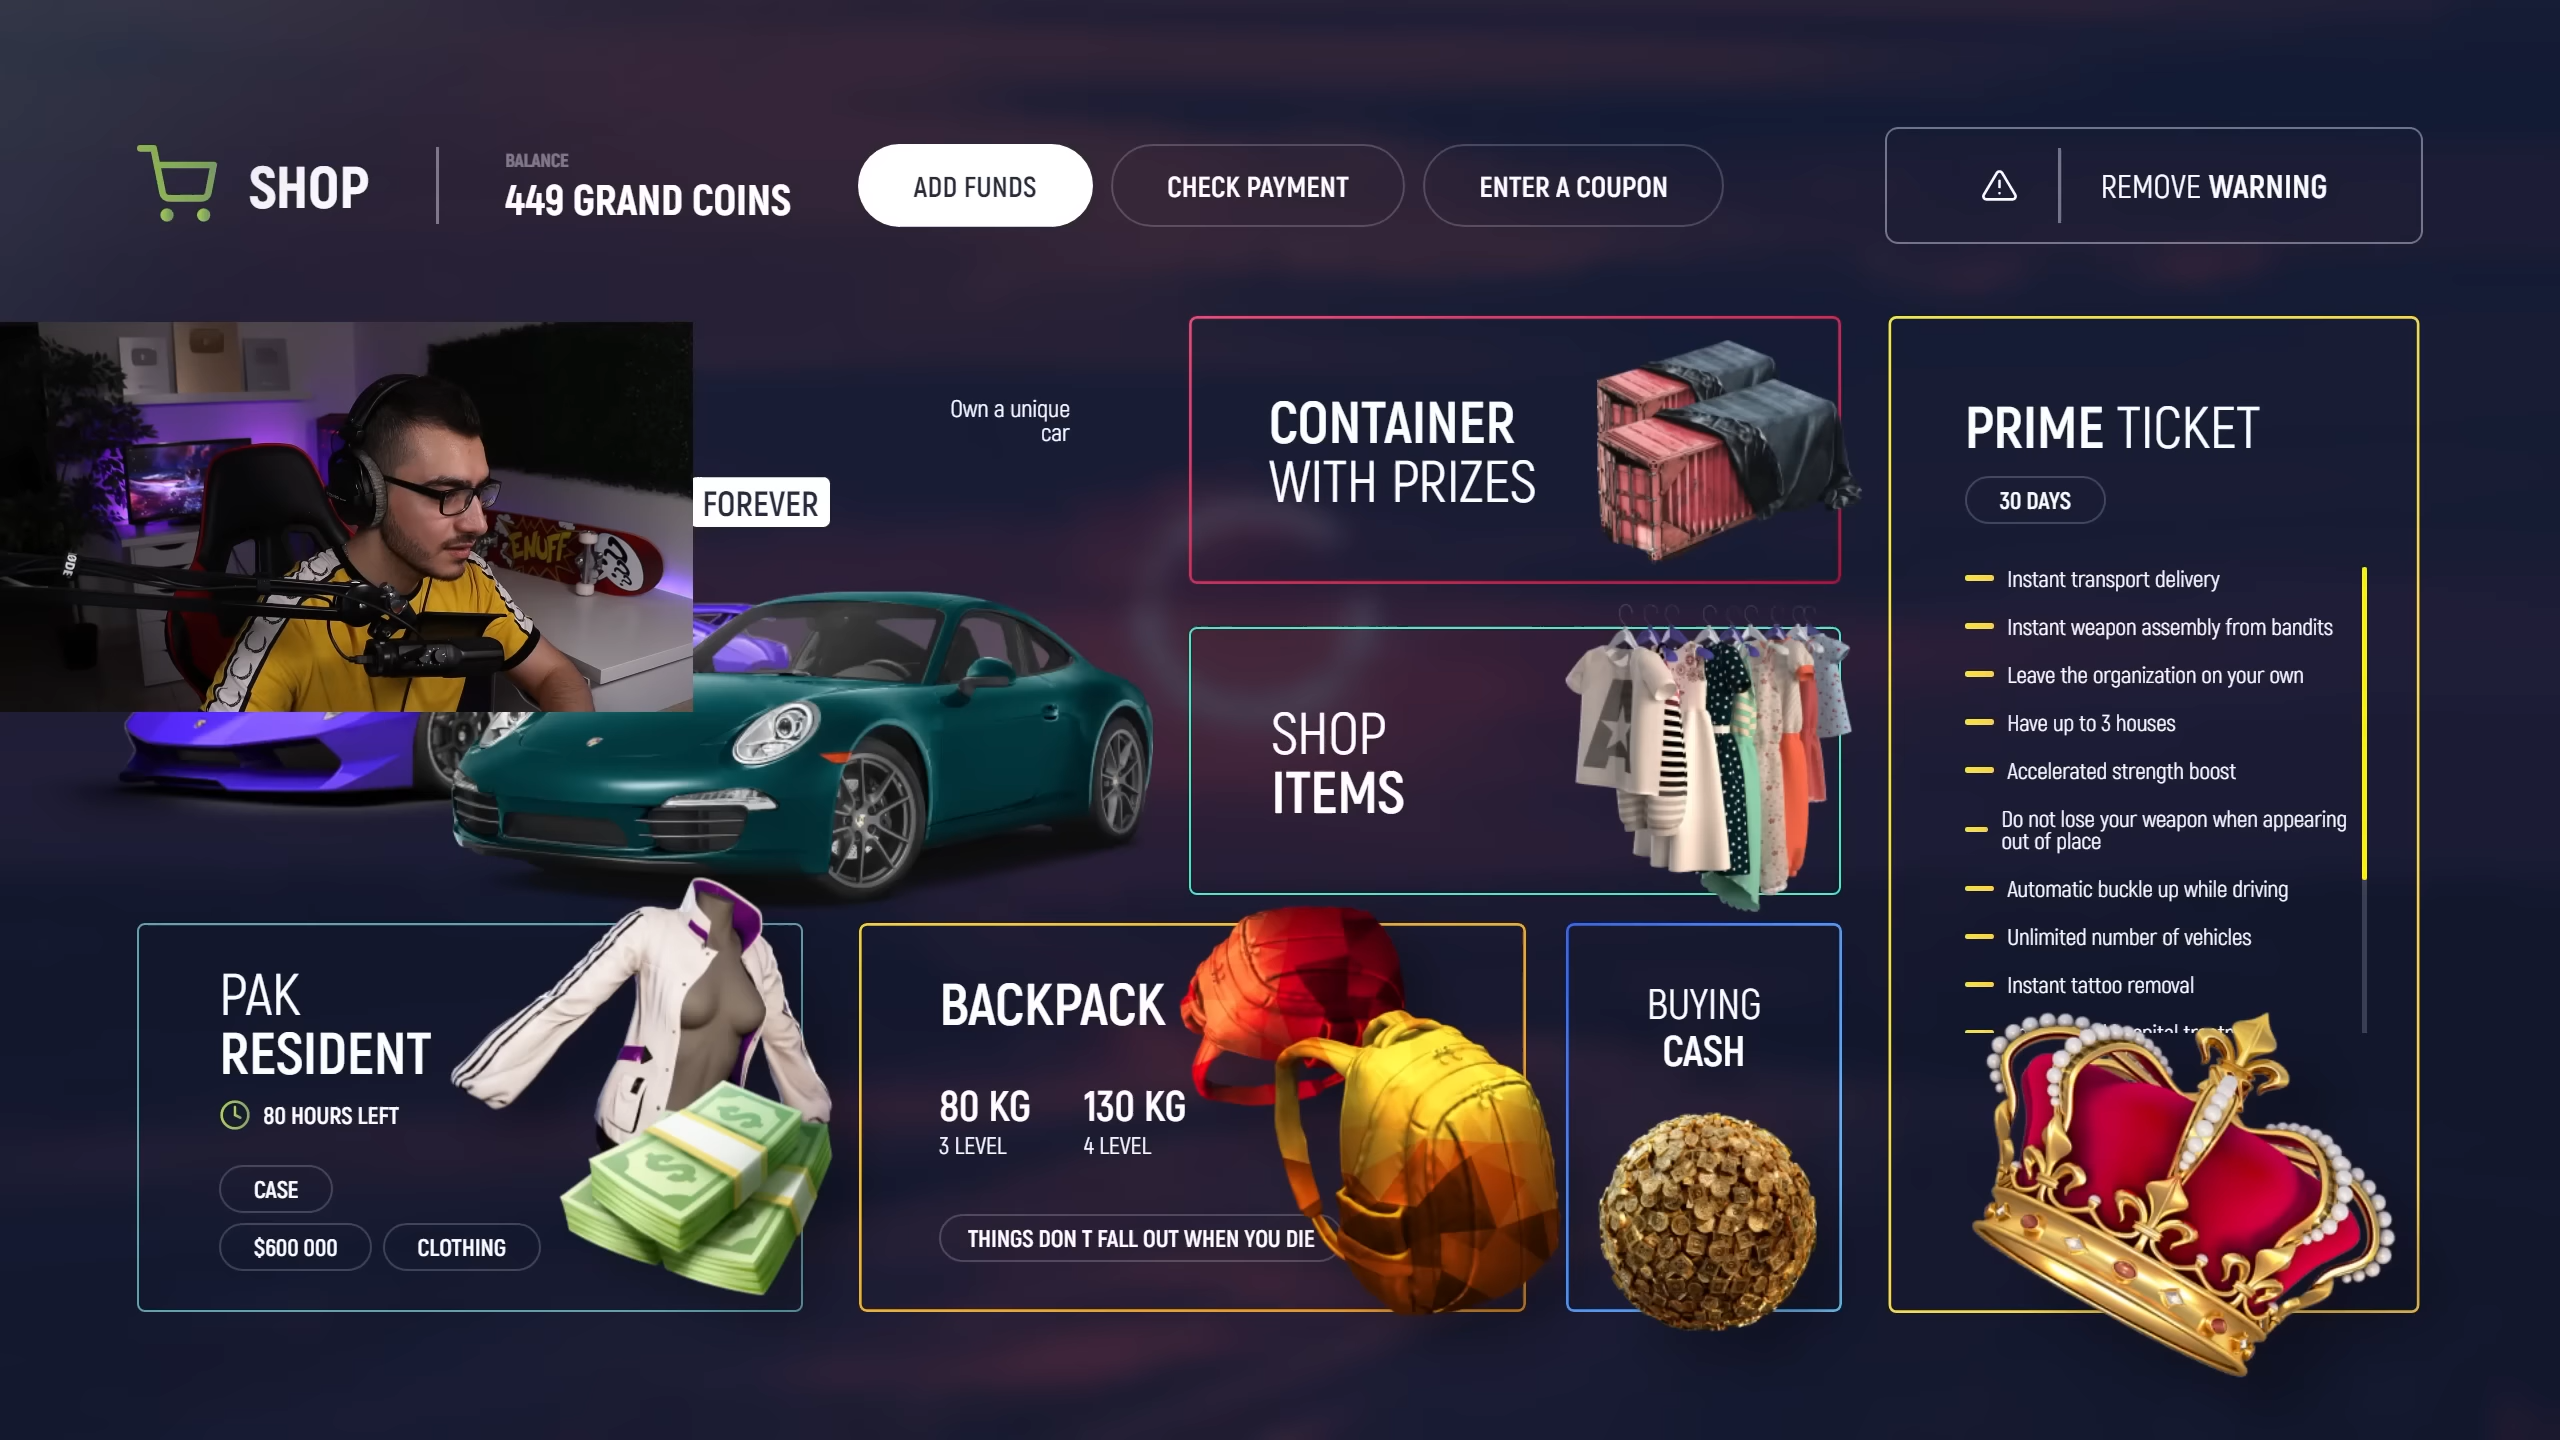 SHOP
BALANCE
449 GRAND COINS
ADD FUNDS
CHECK PAYMENT
ENTER A COUPON
REMOVE WARNING
Own a unique
car
FOREVER
ENUFF
CONTAINER
WITH PRIZES
SHOP
ITEMS
A
PRIME TICKET
30 DAYS
Instant transport delivery
Instant weapon assembly from bandits
Leave the organization on your own
Have up to 3 houses
Accelerated strength boost
Do not lose your weapon when appearing
out of place
Automatic buckle up while driving
Unlimited number of vehicles
Instant tattoo removal
PAK
RESIDENT
80 HOURS LEFT
CASE
$600 000
CLOTHING
BACKPACK
80 KG
3 LEVEL
130 KG
4 LEVEL
THINGS DON T FALL OUT WHEN YOU DIE
BUYING
CASH